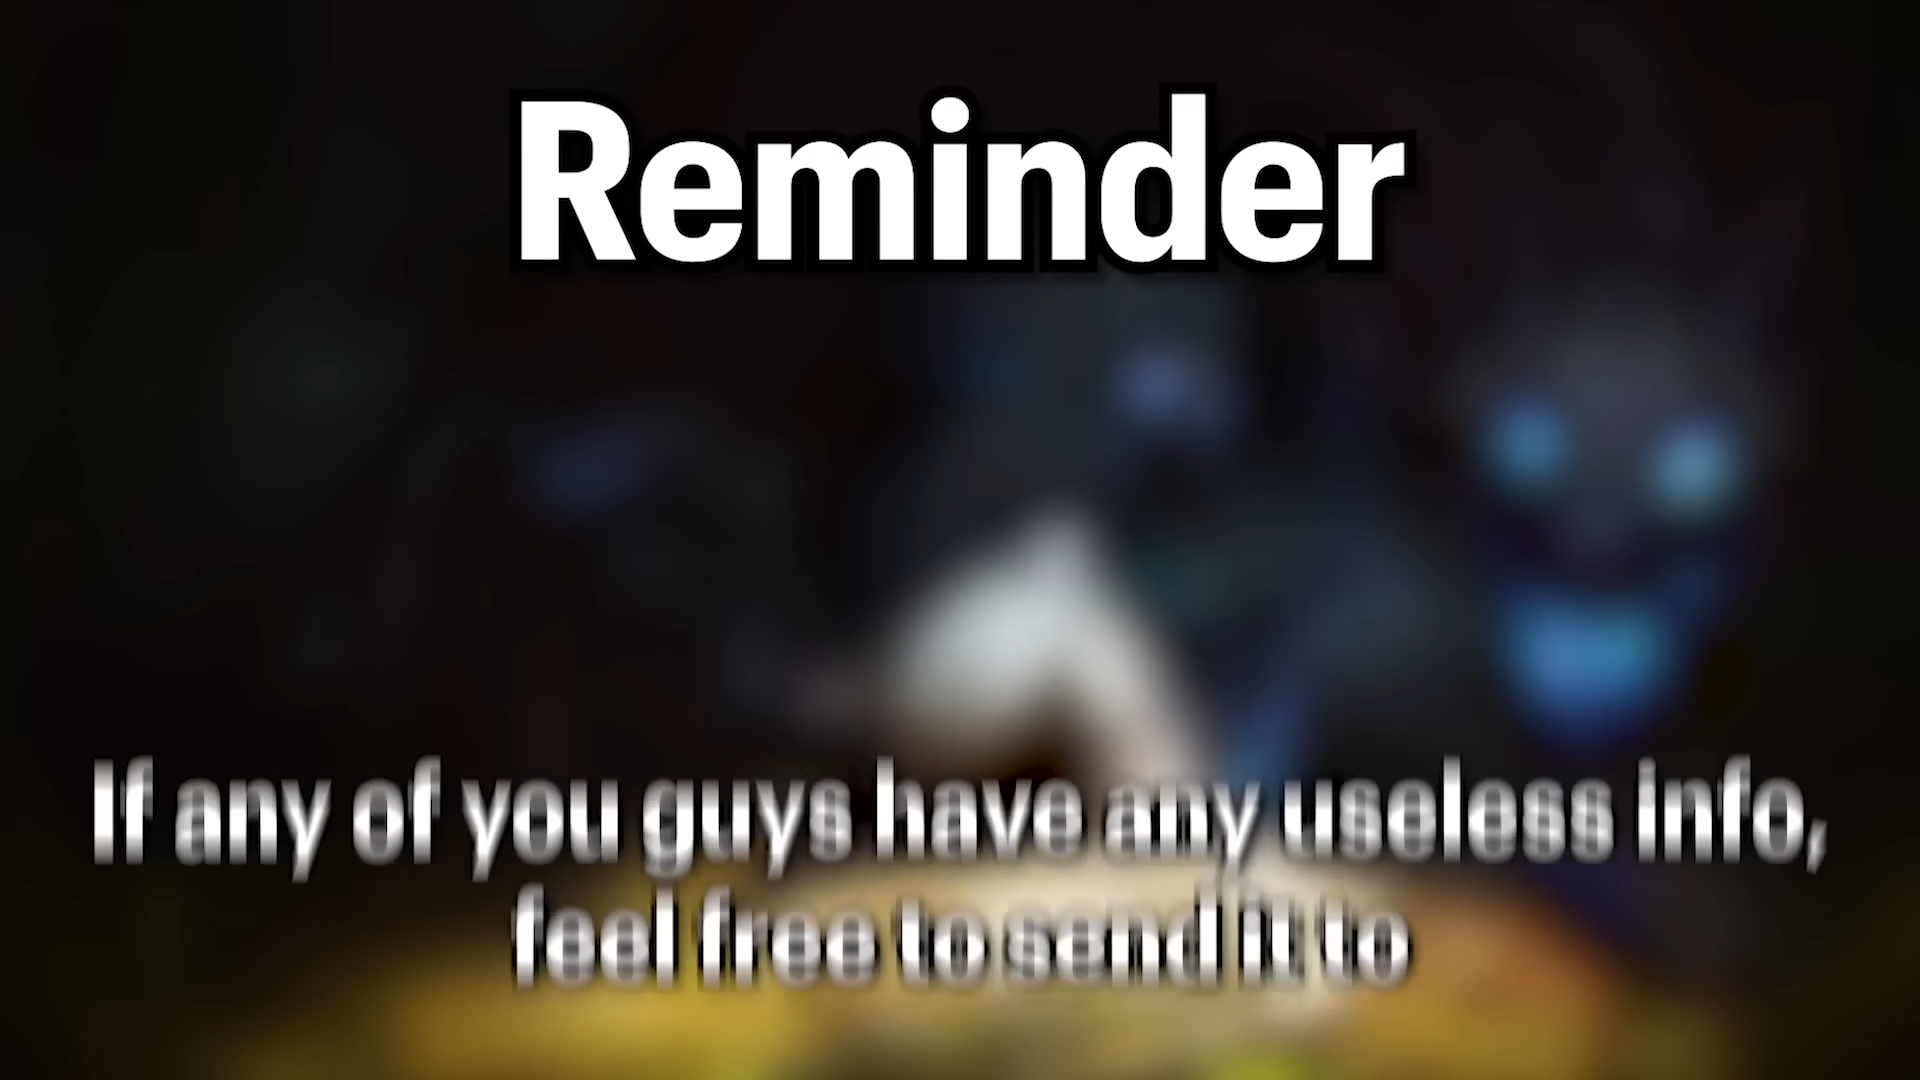 Reminder
If any of you guys have any useless info,
feel free to send it to